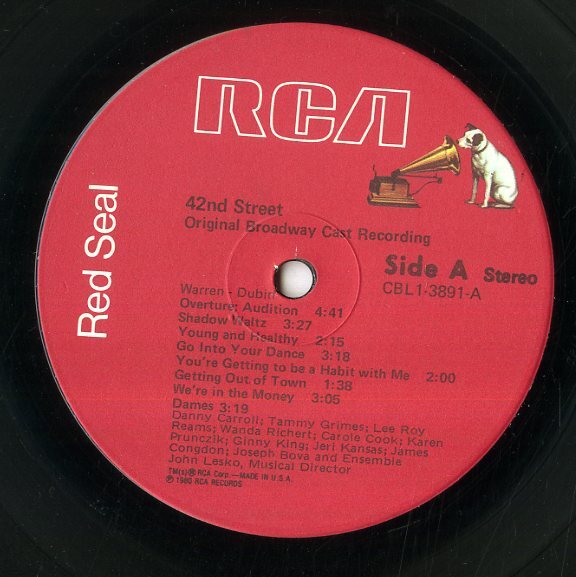 RCA
Red Seal
42nd Street
Original Broadway Cast Recording
Side A Stereo
CBL1-3891-A
Warren - Dubin
Overture; Audition 4:41
Shadow Waltz 3:27
Young and Healthy 2:15
Go Into Your Dance 3:18
You're Getting to be a Habit with Me 2:00
Getting Out of Town 1:38
We're in the Money 3:05
Dames 3:19
Danny Carroll; Tammy Grimes; Lee Roy
Reams; Wanda Richert; Carole Cook; Karen
Prunczik; Ginny King; Jeri Kansas; James
Congdon; Joseph Bova and Ensemble
John Lesko, Musical Director
TM(s)® RCA Corp.—MADE IN U.S.A.
℗ 1980 RCA RECORDS